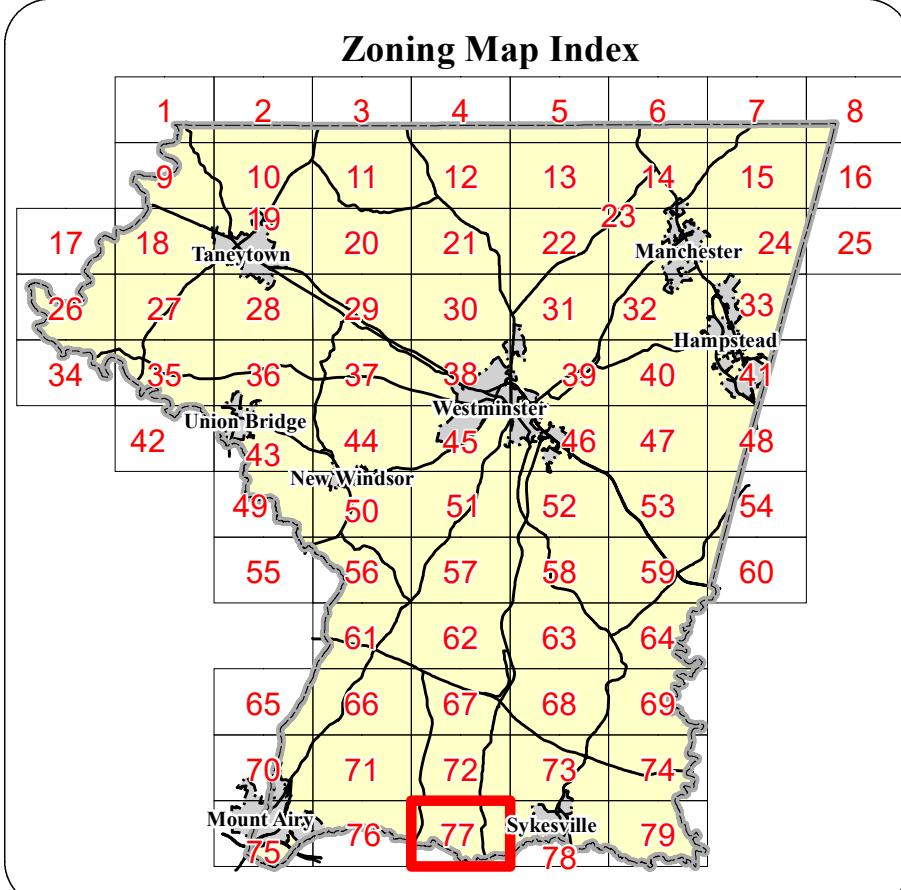 Zoning Map Index
1 2 3 4 5 6 7 8
9 10 11 12 13 14 15 16
17 18 19 20 21 22 23 24 25
Taneytown
Manchester
26 27 28 29 30 31 32 33
Hampstead
34 35 36 37 38 39 40 41
Westminster
Union Bridge
42 43 44 45 46 47 48
New Windsor
49 50 51 52 53 54
55 56 57 58 59 60
61 62 63 64
65 66 67 68 69
70 71 72 73 74
Mount Airy
Sykesville
75 76 77 78 79